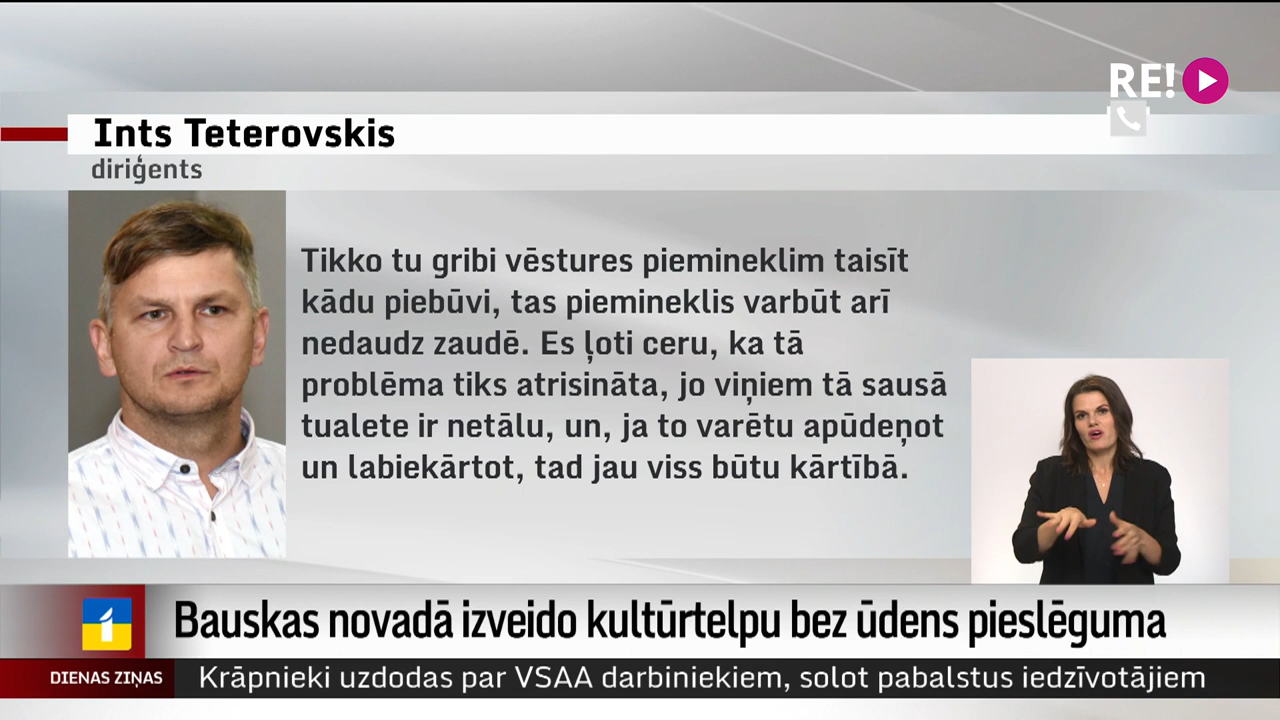 RE!
Ints Teterovskis
diriģents
Tikko tu gribi vēstures piemineklim taisīt
kādu piebūvi, tas piemineklis varbūt arī
nedaudz zaudē. Es ļoti ceru, ka tā
problēma tiks atrisināta, jo viņiem tā sausā
tualete ir netālu, un, ja to varētu apūdeņot
un labiekārtot, tad jau viss būtu kārtībā.
1
Bauskas novadā izveido kultūrtelpu bez ūdens pieslēguma
DIENAS ZIŅAS
Krāpnieki uzdodas par VSAA darbiniekiem, solot pabalstus iedzīvotājiem